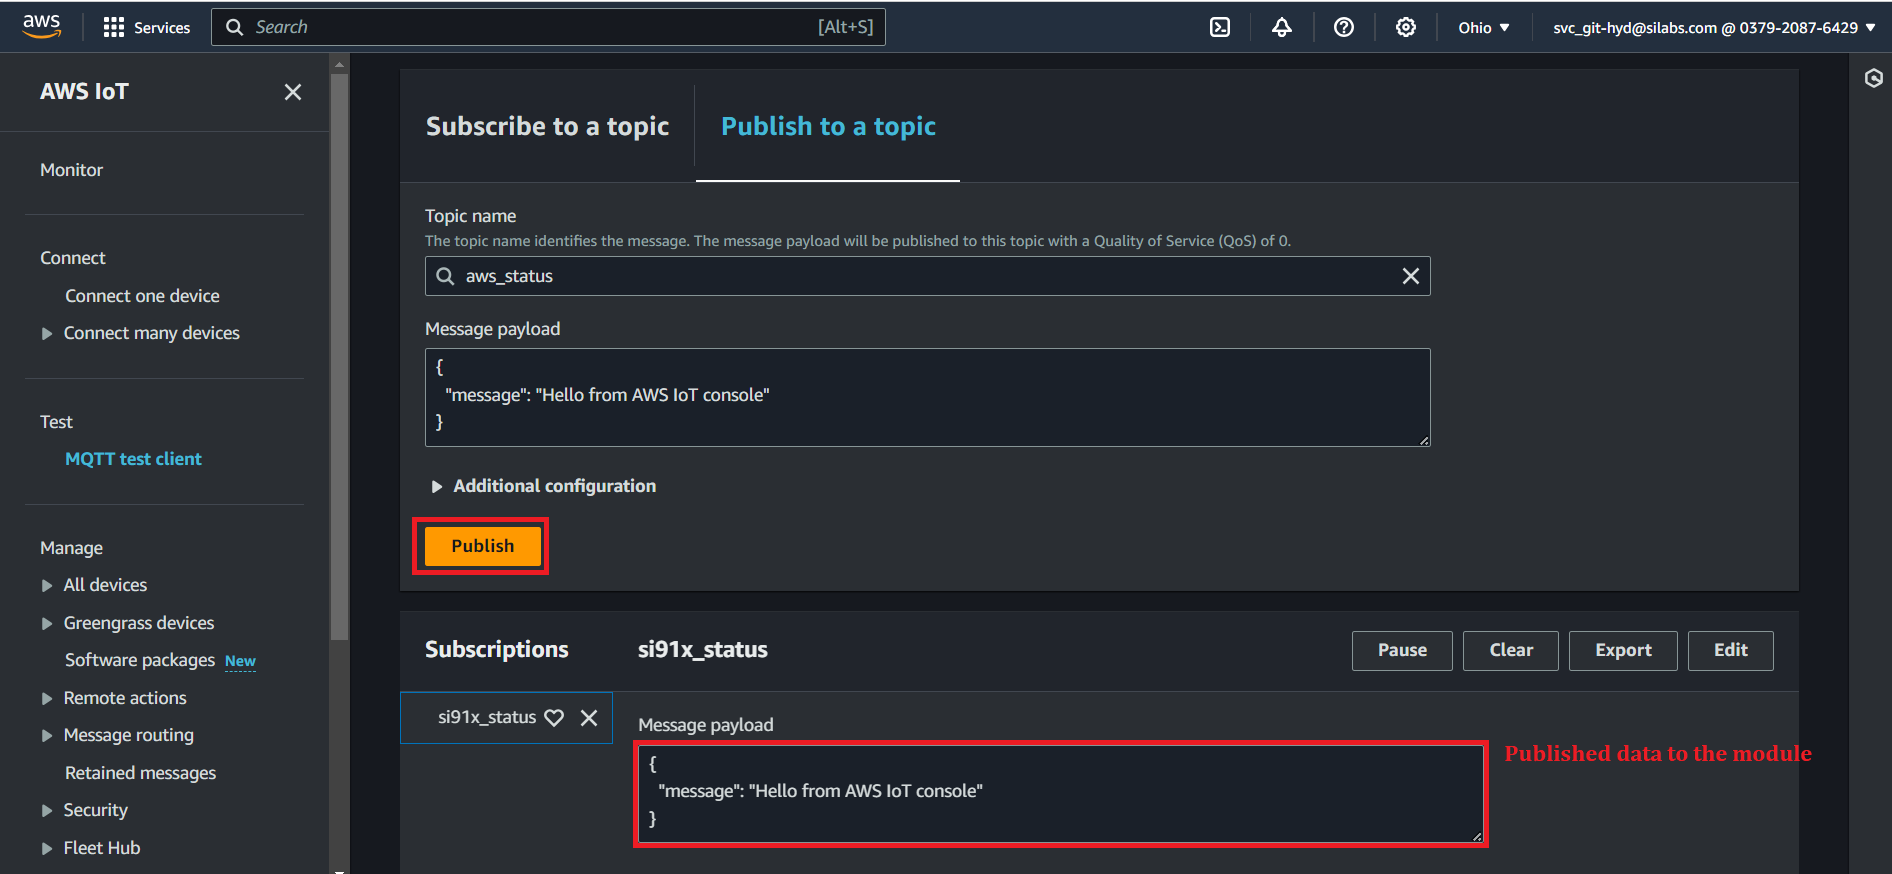 aws
Services
Search
[Alt+S]
Ohio
svc_git-hyd@silabs.com @ 0379-2087-6429
AWS IoT
Monitor
Connect
Connect one device
Connect many devices
Test
MQTT test client
Manage
All devices
Greengrass devices
Software packages New
Remote actions
Message routing
Retained messages
Security
Fleet Hub
Subscribe to a topic
Publish to a topic
Topic name
The topic name identifies the message. The message payload will be published to this topic with a Quality of Service (QoS) of 0.
aws_status
Message payload
{
"message": "Hello from AWS IoT console"
}
Additional configuration
Publish
Subscriptions
si91x_status
Pause
Clear
Export
Edit
si91x_status
Message payload
{
"message": "Hello from AWS IoT console"
}
Published data to the module